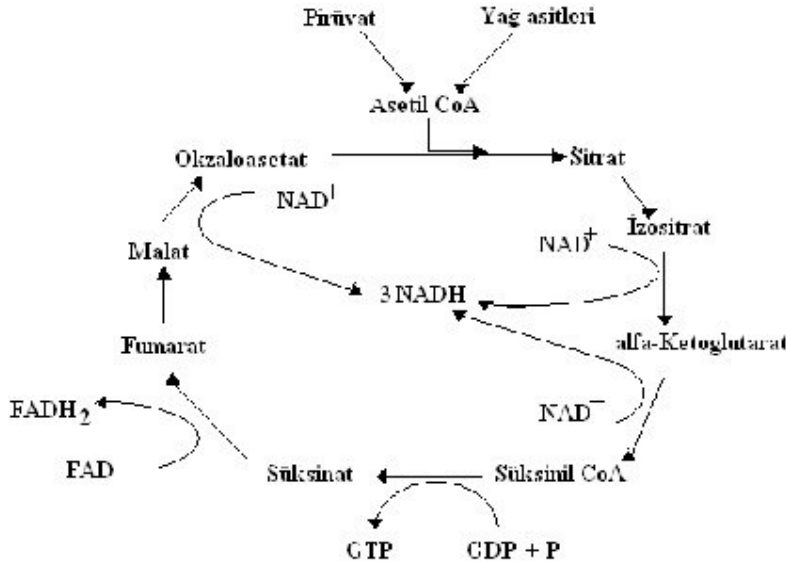 Pirüvat Yağ asitleri
Asetil CoA
Okzaloasetat Sitrat
NAD+
İzositrat
NAD+
Malat
3 NADH
Fumarat alfa-Ketoglutarat
FADH2 NAD+
FAD Süksinat Süksinil CoA
GTP GDP + P